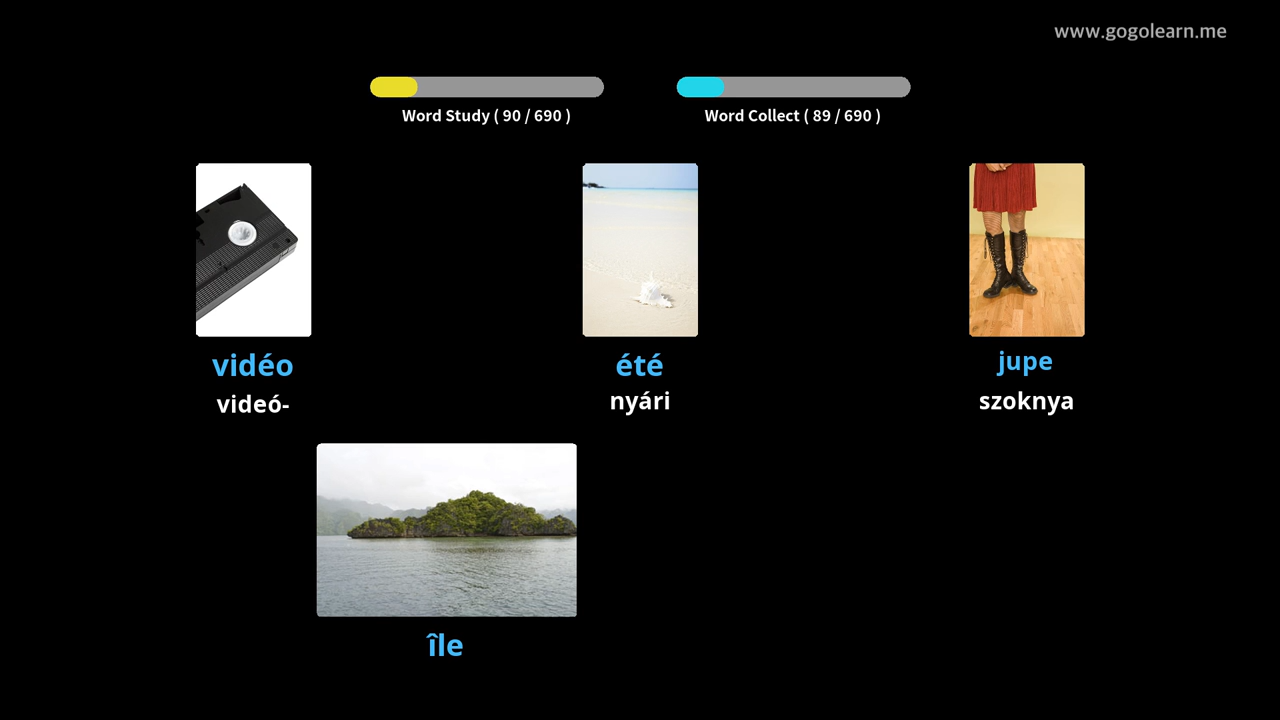 www.gogolearn.me
Word Study ( 90 / 690 )
Word Collect ( 89 / 690 )
vidéo
videó-
été
nyári
jupe
szoknya
île